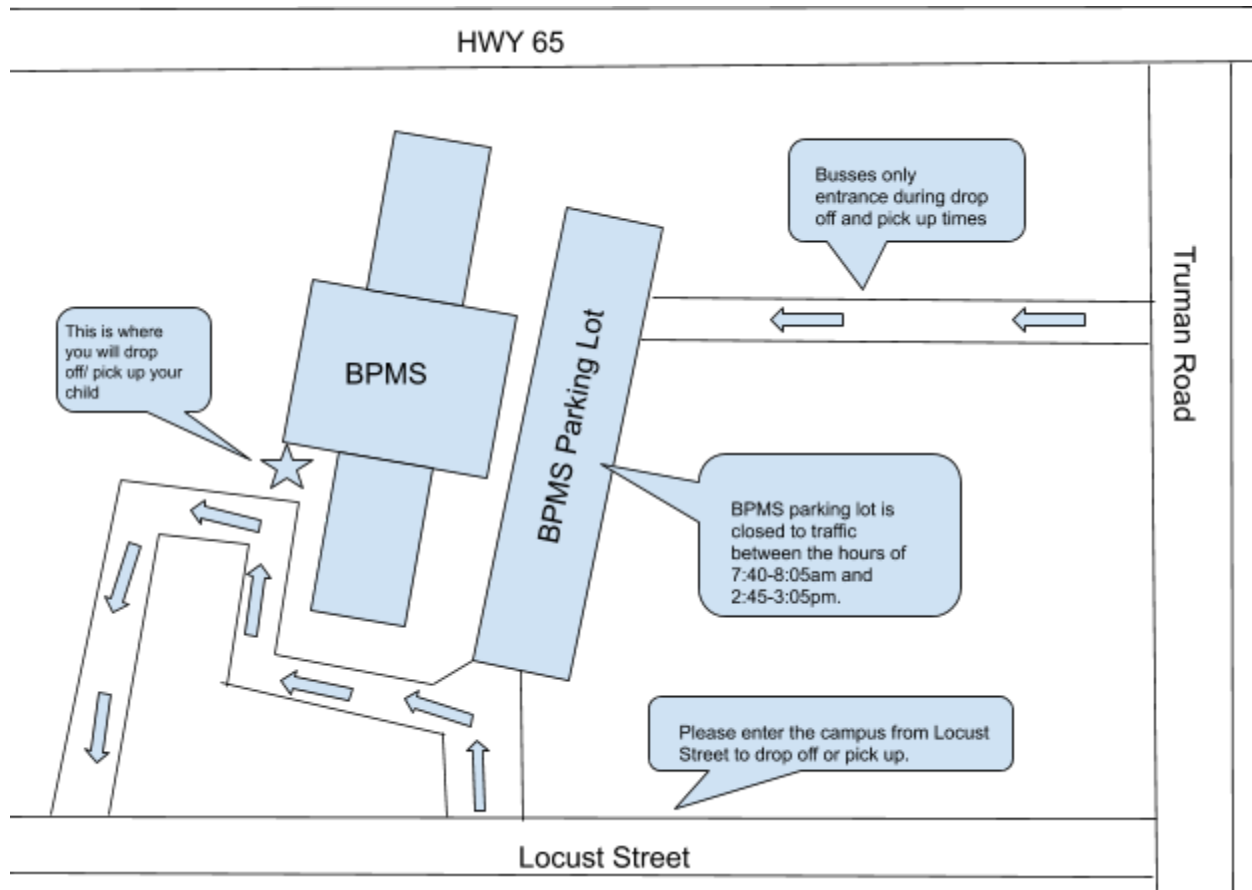 HWY 65
Busses only
entrance during drop
off and pick up times
Truman Road
This is where
you will drop
off/ pick up your
child
BPMS
BPMS Parking Lot
BPMS parking lot is
closed to traffic
between the hours of
7:40-8:05am and
2:45-3:05pm.
Please enter the campus from Locust
Street to drop off or pick up.
Locust Street